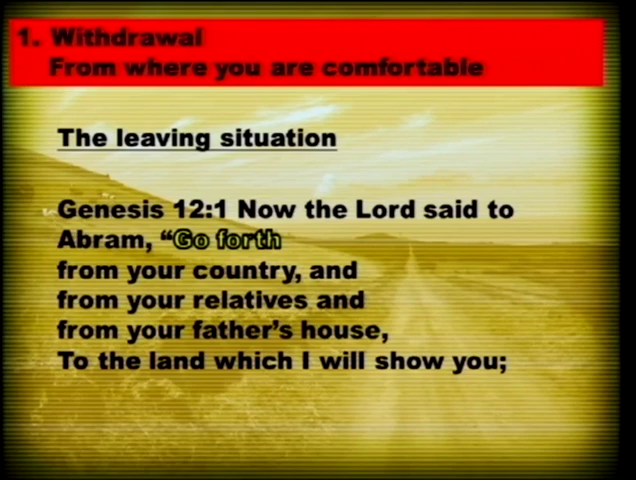 1. Withdrawal
From where you are comfortable
The leaving situation
Genesis 12:1 Now the Lord said to
Abram, “Go forth
from your country, and
from your relatives and
from your father’s house,
To the land which I will show you;